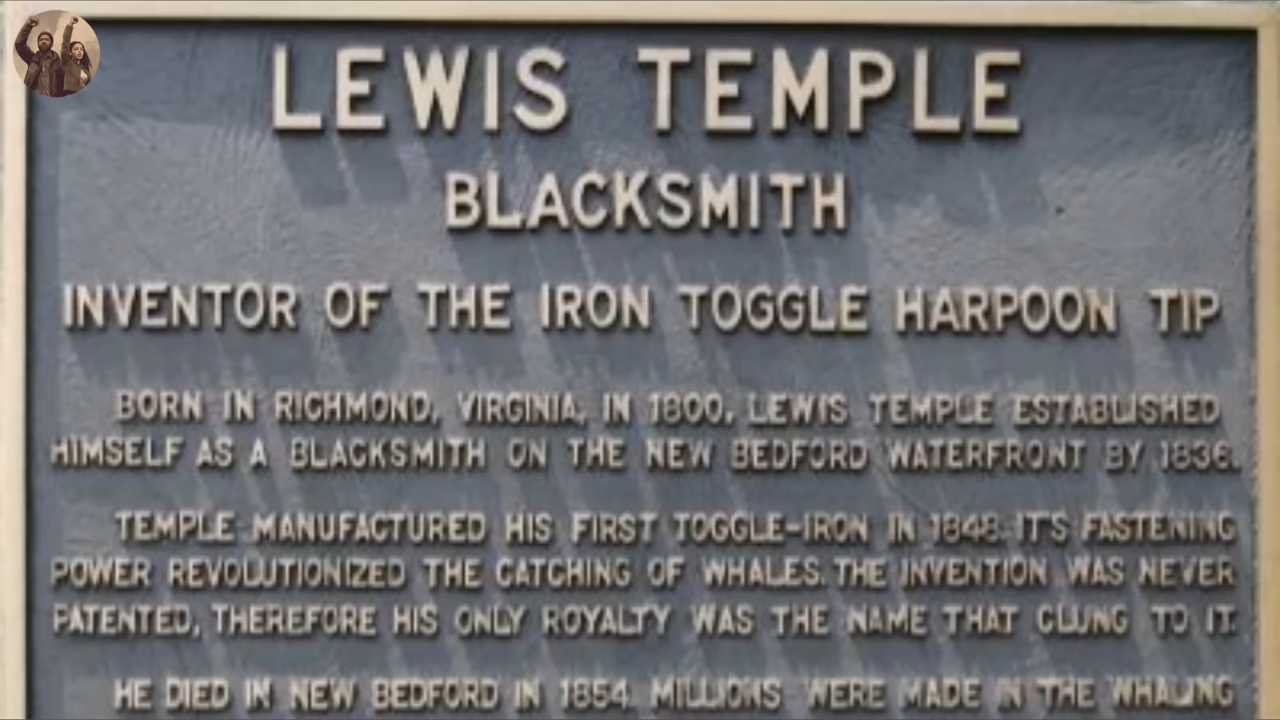 LEWIS TEMPLE
BLACKSMITH
INVENTOR OF THE IRON TOGGLE HARPOON TIP
BORN IN RICHMOND, VIRGINIA, IN 1800, LEWIS TEMPLE ESTABLISHED
HIMSELF AS A BLACKSMITH ON THE NEW BEDFORD WATERFRONT BY 1836.
TEMPLE MANUFACTURED HIS FIRST TOGGLE-IRON IN 1848. IT'S FASTENING
POWER REVOLUTIONIZED THE CATCHING OF WHALES. THE INVENTION WAS NEVER
PATENTED, THEREFORE HIS ONLY ROYALTY WAS THE NAME THAT CLUNG TO IT.
HE DIED IN NEW BEDFORD IN 1854. MILLIONS WERE MADE IN THE WHALING